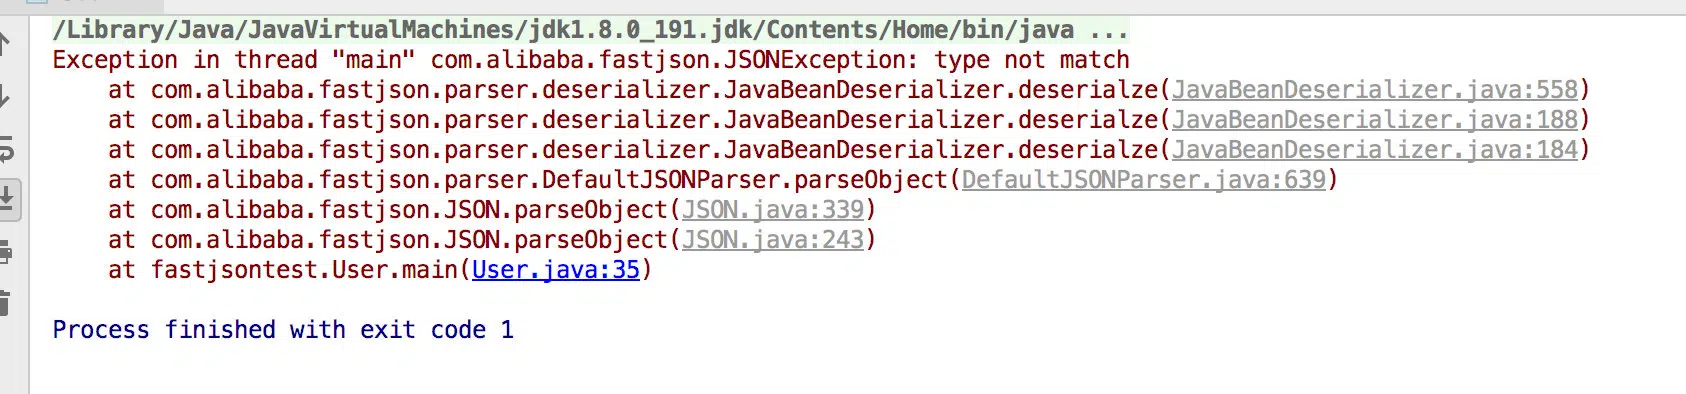 /Library/Java/JavaVirtualMachines/jdk1.8.0_191.jdk/Contents/Home/bin/java ...
Exception in thread "main" com.alibaba.fastjson.JSONException: type not match
at com.alibaba.fastjson.parser.deserializer.JavaBeanDeserializer.deserialze(JavaBeanDeserializer.java:558)
at com.alibaba.fastjson.parser.deserializer.JavaBeanDeserializer.deserialze(JavaBeanDeserializer.java:188)
at com.alibaba.fastjson.parser.deserializer.JavaBeanDeserializer.deserialze(JavaBeanDeserializer.java:184)
at com.alibaba.fastjson.parser.DefaultJSONParser.parseObject(DefaultJSONParser.java:639)
at com.alibaba.fastjson.JSON.parseObject(JSON.java:339)
at com.alibaba.fastjson.JSON.parseObject(JSON.java:243)
at fastjsontest.User.main(User.java:35)
Process finished with exit code 1